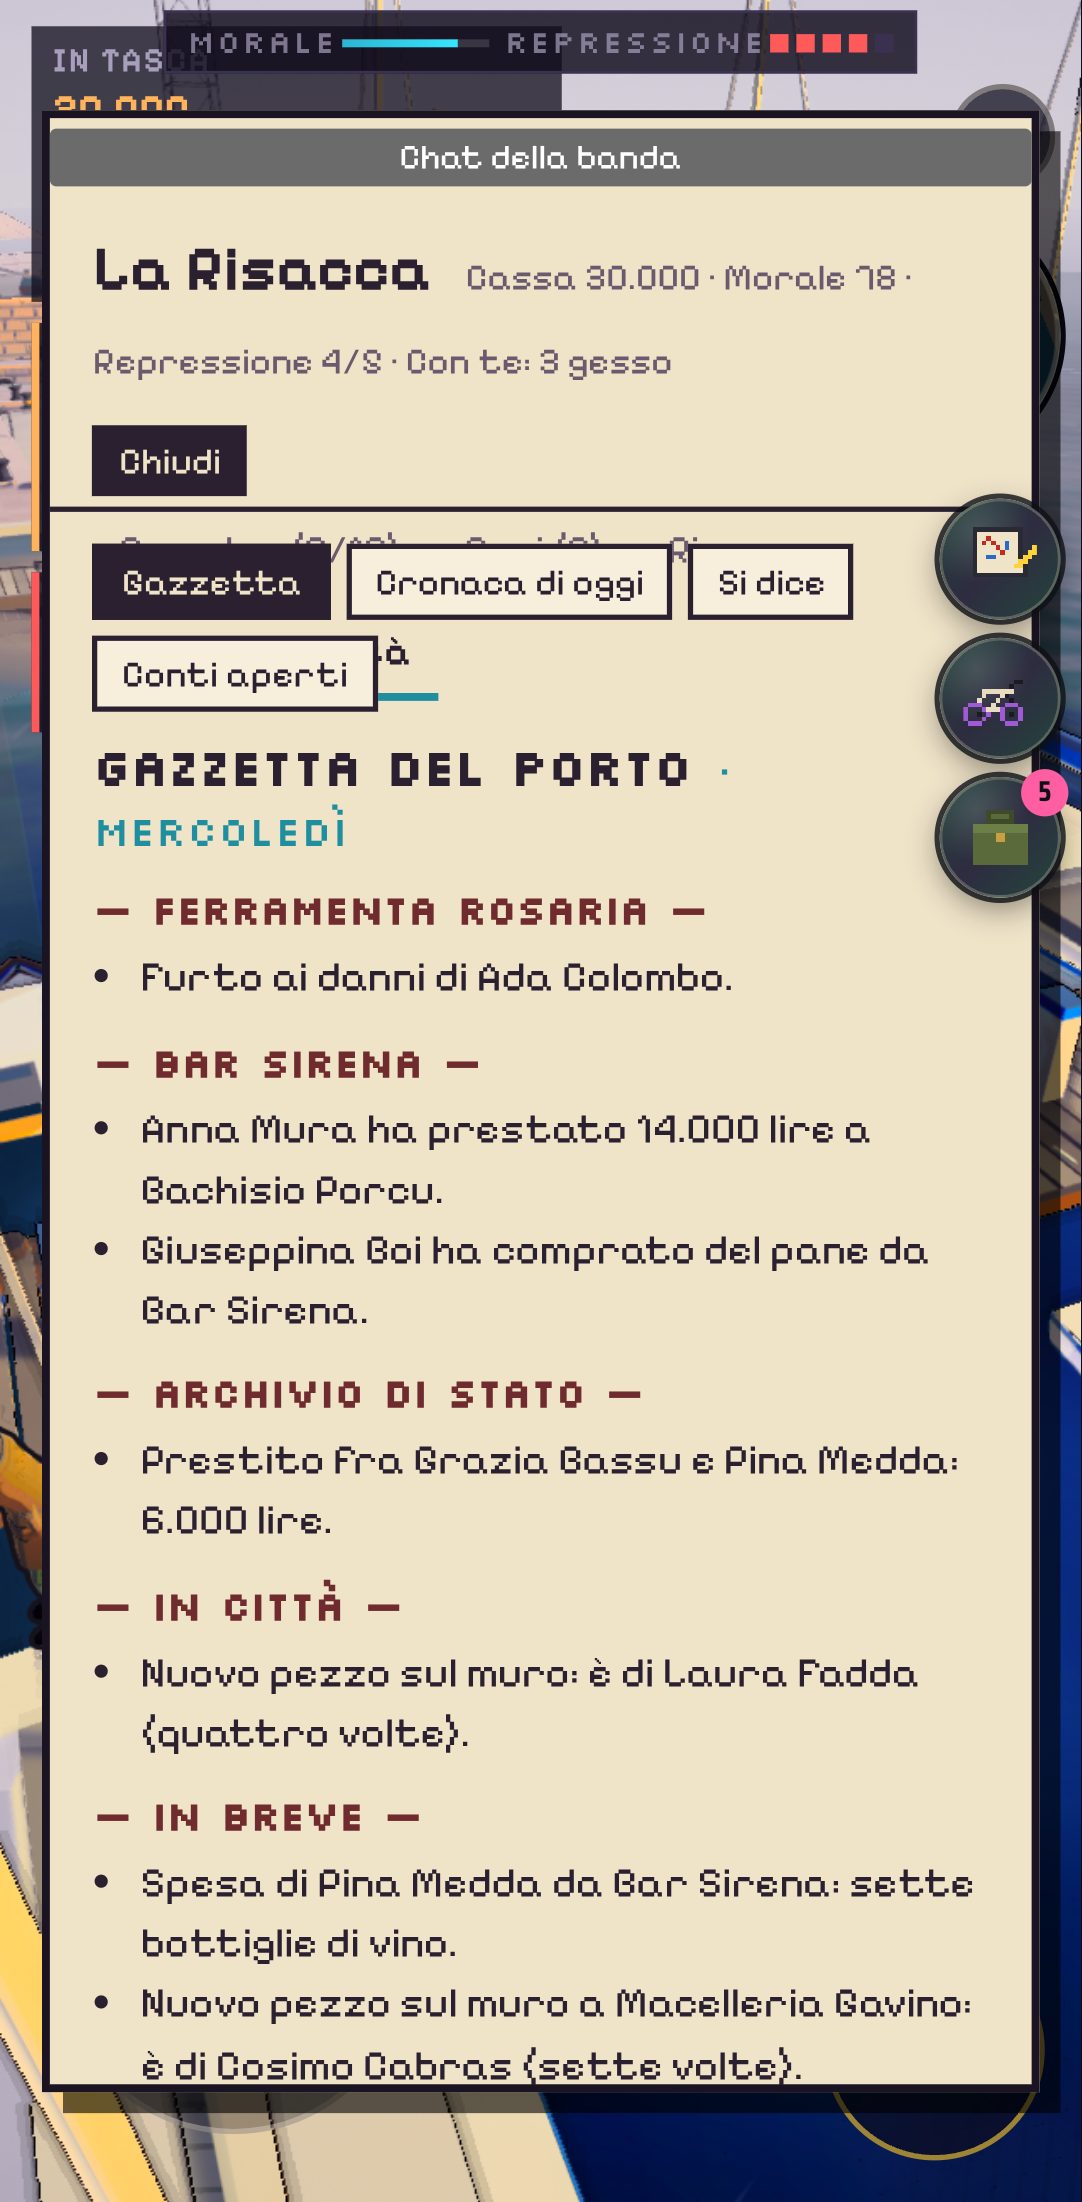 MORALE REPRESSIONE
IN TASCA
30.000
Chat della banda
La Risacca Cassa 30.000 · Morale 78 ·
Repressione 4/8 · Con te: 3 gesso
Chiudi
Gazzetta Cronaca di oggi Si dice
Conti aperti
GAZZETTA DEL PORTO ·
MERCOLEDÌ
5
— FERRAMENTA ROSARIA —
• Furto ai danni di Ada Colombo.
— BAR SIRENA —
• Anna Mura ha prestato 14.000 lire a
Bachisio Porcu.
• Giuseppina Goi ha comprato del pane da
Bar Sirena.
— ARCHIVIO DI STATO —
• Prestito fra Grazia Bassu e Pina Medda:
6.000 lire.
— IN CITTÀ —
• Nuovo pezzo sul muro: è di Laura Fadda
(quattro volte).
— IN BREVE —
• Spesa di Pina Medda da Bar Sirena: sette
bottiglie di vino.
• Nuovo pezzo sul muro a Macelleria Gavino:
è di Cosimo Cabras (sette volte).